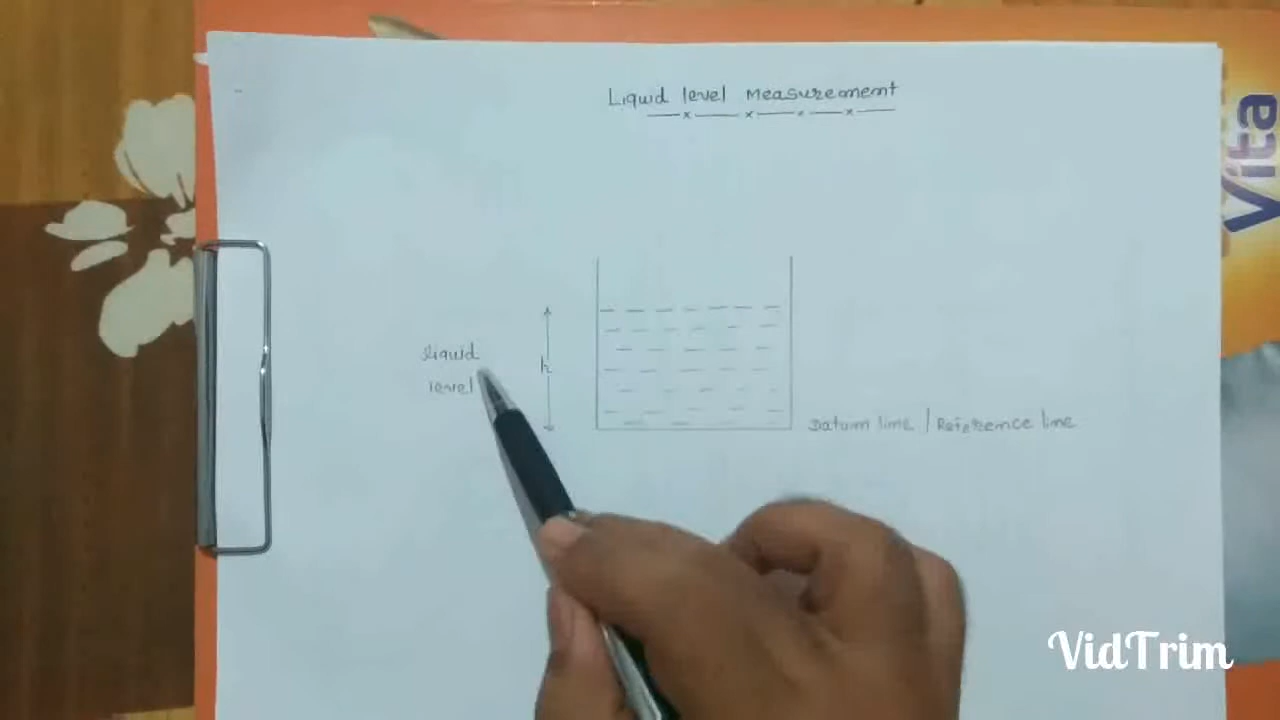 Liquid level Measurement
liquid
level
h
Datum line / Reference line
Vita
VidTrim